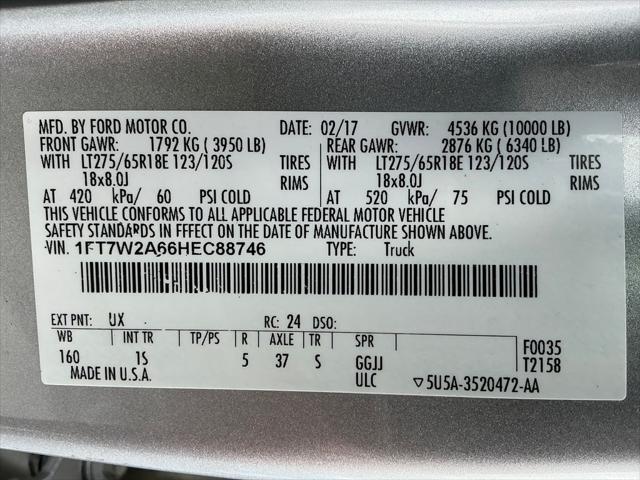 MFD. BY FORD MOTOR CO. DATE: 02/17 GVWR: 4536 KG (10000 LB)
FRONT GAWR: 1792 KG ( 3950 LB) REAR GAWR: 2876 KG ( 6340 LB)
WITH LT275/65R18E 123/120S TIRES WITH LT275/65R18E 123/120S TIRES
18x8.0J RIMS 18x8.0J RIMS
AT 420 kPa/ 60 PSI COLD AT 520 kPa/ 75 PSI COLD
THIS VEHICLE CONFORMS TO ALL APPLICABLE FEDERAL MOTOR VEHICLE
SAFETY STANDARDS IN EFFECT ON THE DATE OF MANUFACTURE SHOWN ABOVE.
VIN: 1FT7W2A66HEC88746 TYPE: Truck
EXT PNT: UX RC: 24 DSO:
WB INT TR TP/PS R AXLE TR SPR F0035
160 1S 5 37 S GGJJ T2158
MADE IN U.S.A. ULC ▽5U5A-3520472-AA